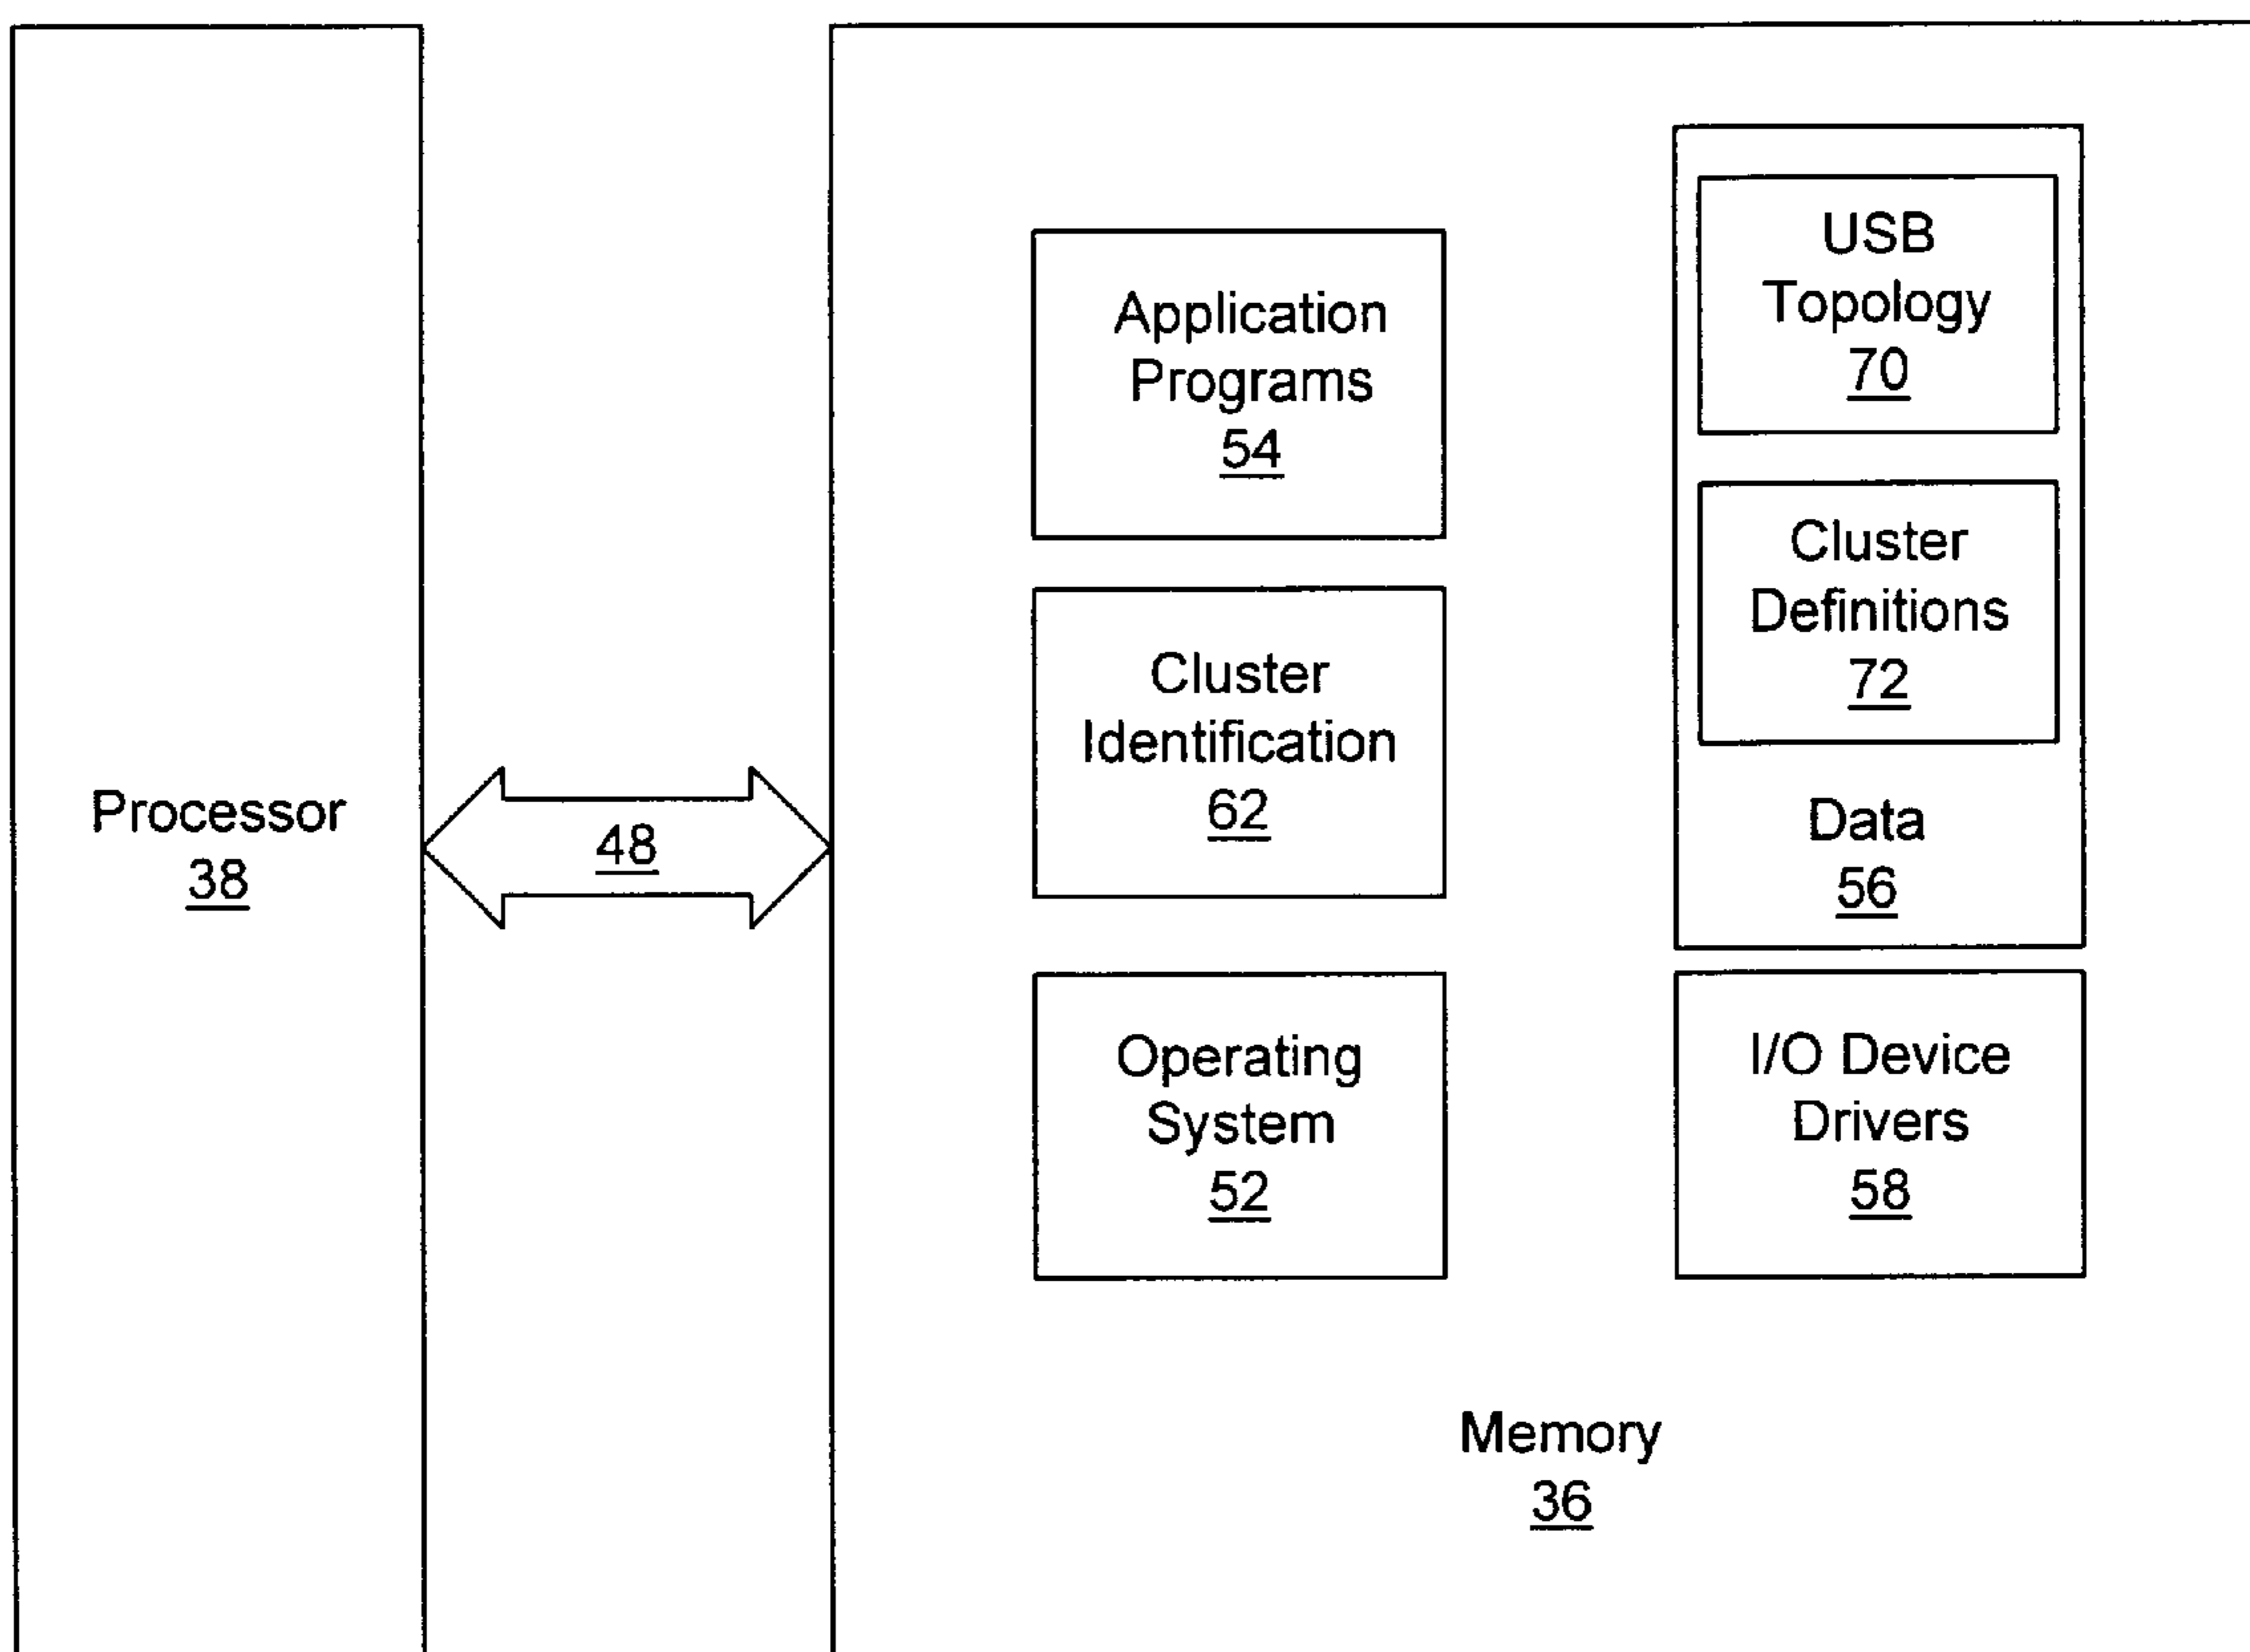 Processor
38
48
Application
Programs
54
Cluster
Identification
62
Operating
System
52
USB
Topology
70
Cluster
Definitions
72
Data
56
I/O Device
Drivers
58
Memory
36